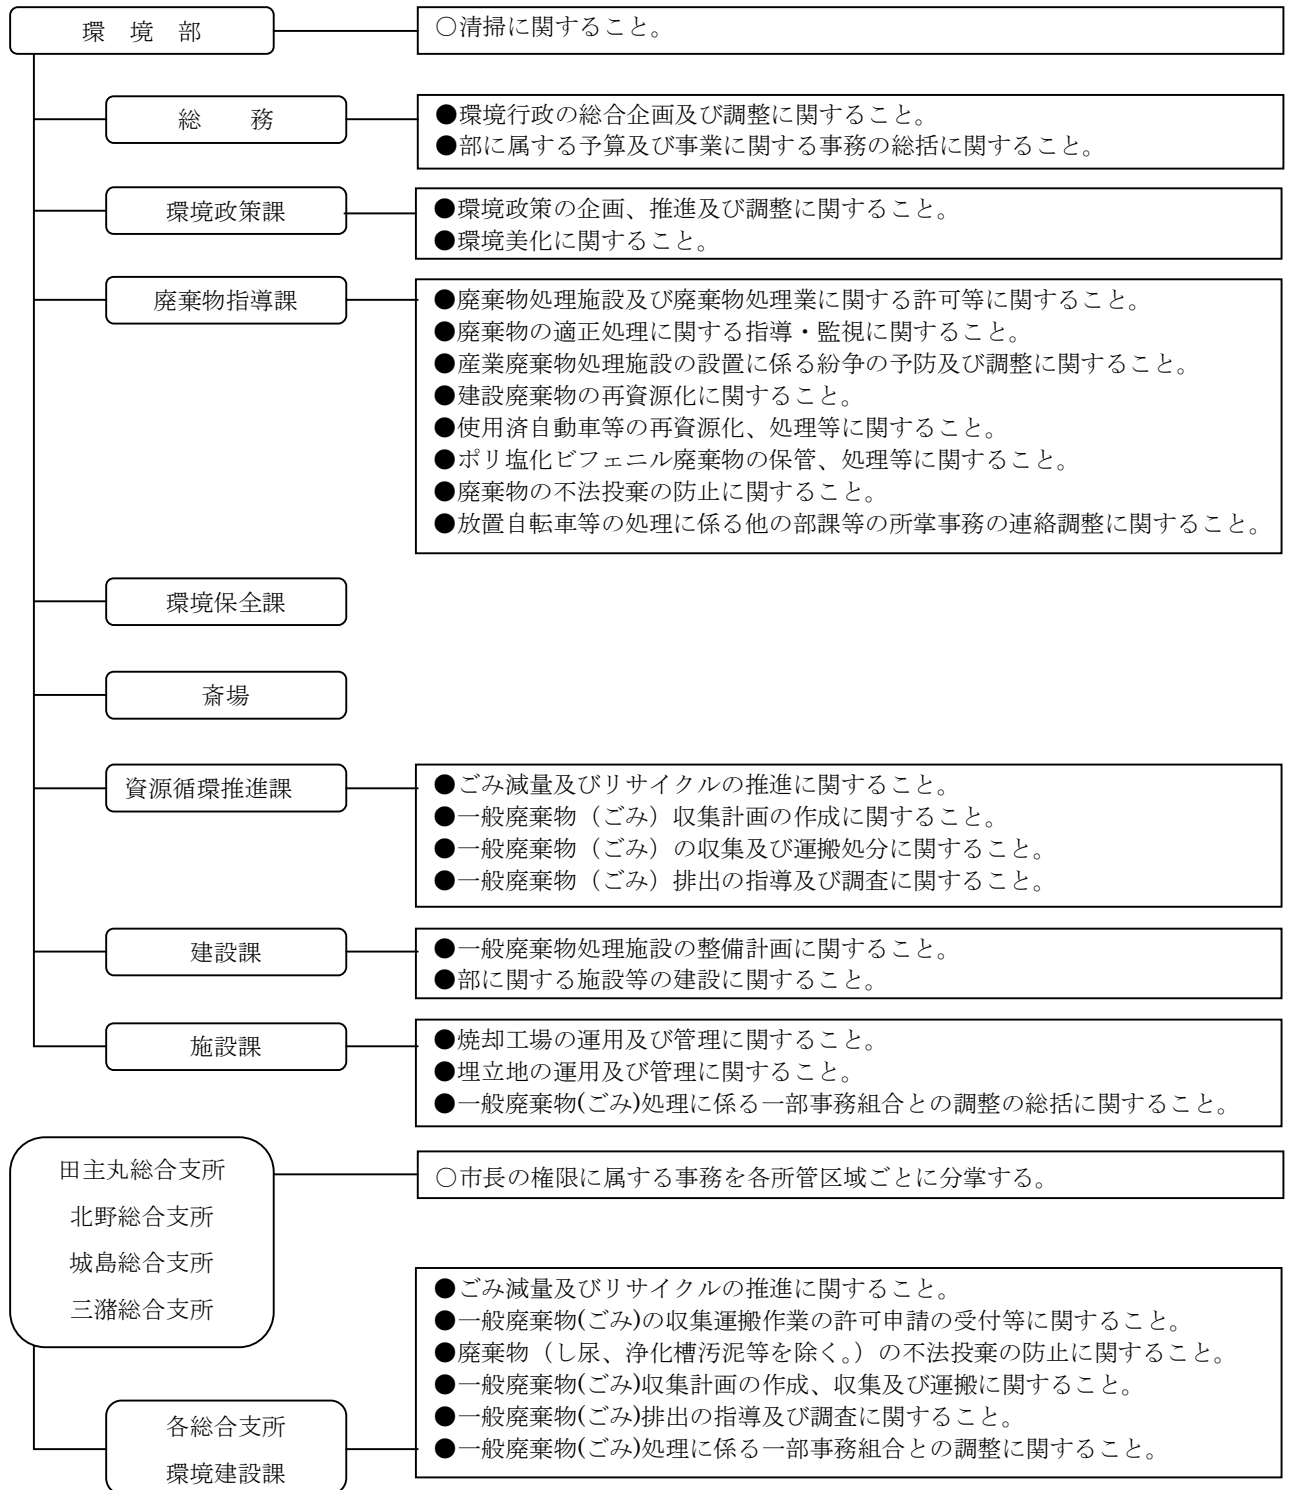 環　境　部
○清掃に関すること。
総　　務
●環境行政の総合企画及び調整に関すること。
●部に属する予算及び事業に関する事務の総括に関すること。
環境政策課
●環境政策の企画、推進及び調整に関すること。
●環境美化に関すること。
廃棄物指導課
●廃棄物処理施設及び廃棄物処理業に関する許可等に関すること。
●廃棄物の適正処理に関する指導・監視に関すること。
●産業廃棄物処理施設の設置に係る紛争の予防及び調整に関すること。
●建設廃棄物の再資源化に関すること。
●使用済自動車等の再資源化、処理等に関すること。
●ポリ塩化ビフェニル廃棄物の保管、処理等に関すること。
●廃棄物の不法投棄の防止に関すること。
●放置自転車等の処理に係る他の部課等の所掌事務の連絡調整に関すること。
環境保全課
斎場
資源循環推進課
●ごみ減量及びリサイクルの推進に関すること。
●一般廃棄物（ごみ）収集計画の作成に関すること。
●一般廃棄物（ごみ）の収集及び運搬処分に関すること。
●一般廃棄物（ごみ）排出の指導及び調査に関すること。
建設課
●一般廃棄物処理施設の整備計画に関すること。
●部に関する施設等の建設に関すること。
施設課
●焼却工場の運用及び管理に関すること。
●埋立地の運用及び管理に関すること。
●一般廃棄物(ごみ)処理に係る一部事務組合との調整の総括に関すること。
田主丸総合支所
北野総合支所
城島総合支所
三潴総合支所
○市長の権限に属する事務を各所管区域ごとに分掌する。
各総合支所
環境建設課
●ごみ減量及びリサイクルの推進に関すること。
●一般廃棄物(ごみ)の収集運搬作業の許可申請の受付等に関すること。
●廃棄物（し尿、浄化槽汚泥等を除く。）の不法投棄の防止に関すること。
●一般廃棄物(ごみ)収集計画の作成、収集及び運搬に関すること。
●一般廃棄物(ごみ)排出の指導及び調査に関すること。
●一般廃棄物(ごみ)処理に係る一部事務組合との調整に関すること。